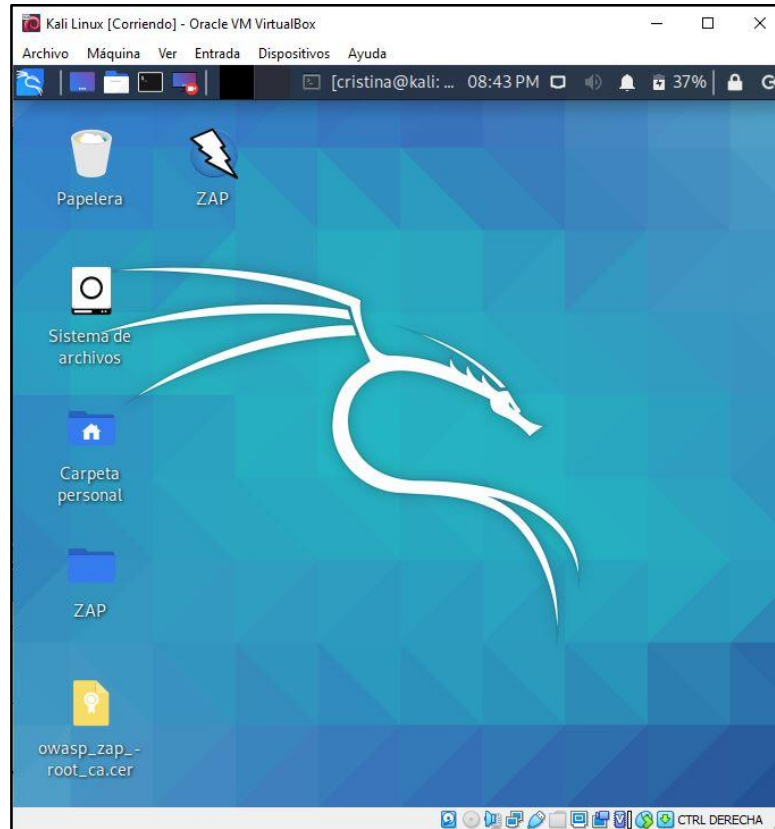 Kali Linux [Corriendo] - Oracle VM VirtualBox
Archivo Máquina Ver Entrada Dispositivos Ayuda
[cristina@kali: ... 08:43 PM 37%
Papelera
ZAP
Sistema de
archivos
Carpeta
personal
ZAP
owasp_zap_-
root_ca.cer
CTRL DERECHA